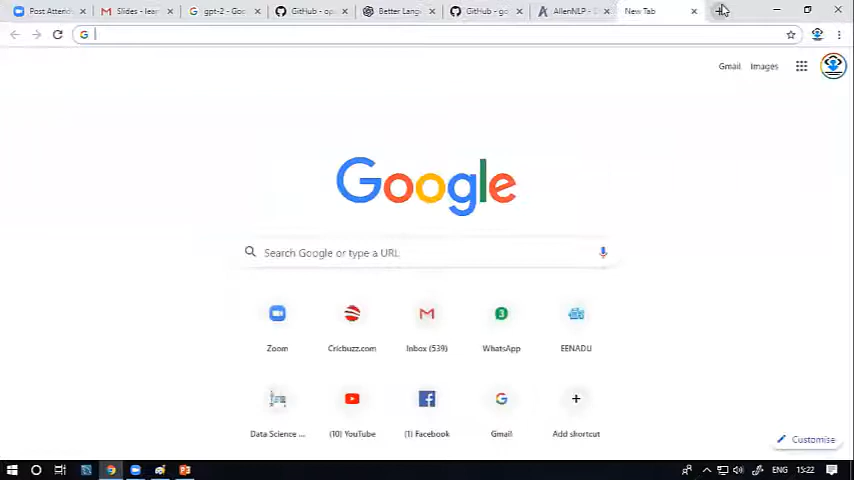 Post Attend
Slides - lea
gpt-2 - Goo
GitHub - op
Better Lang
GitHub - go
AllenNLP - D
New Tab
Gmail Images
Google
Search Google or type a URL
3
Zoom
Cricbuzz.com
Inbox (539)
WhatsApp
EENADU
Data Science ...
(10) YouTube
(1) Facebook
Gmail
Add shortcut
Customise
ENG 15:22